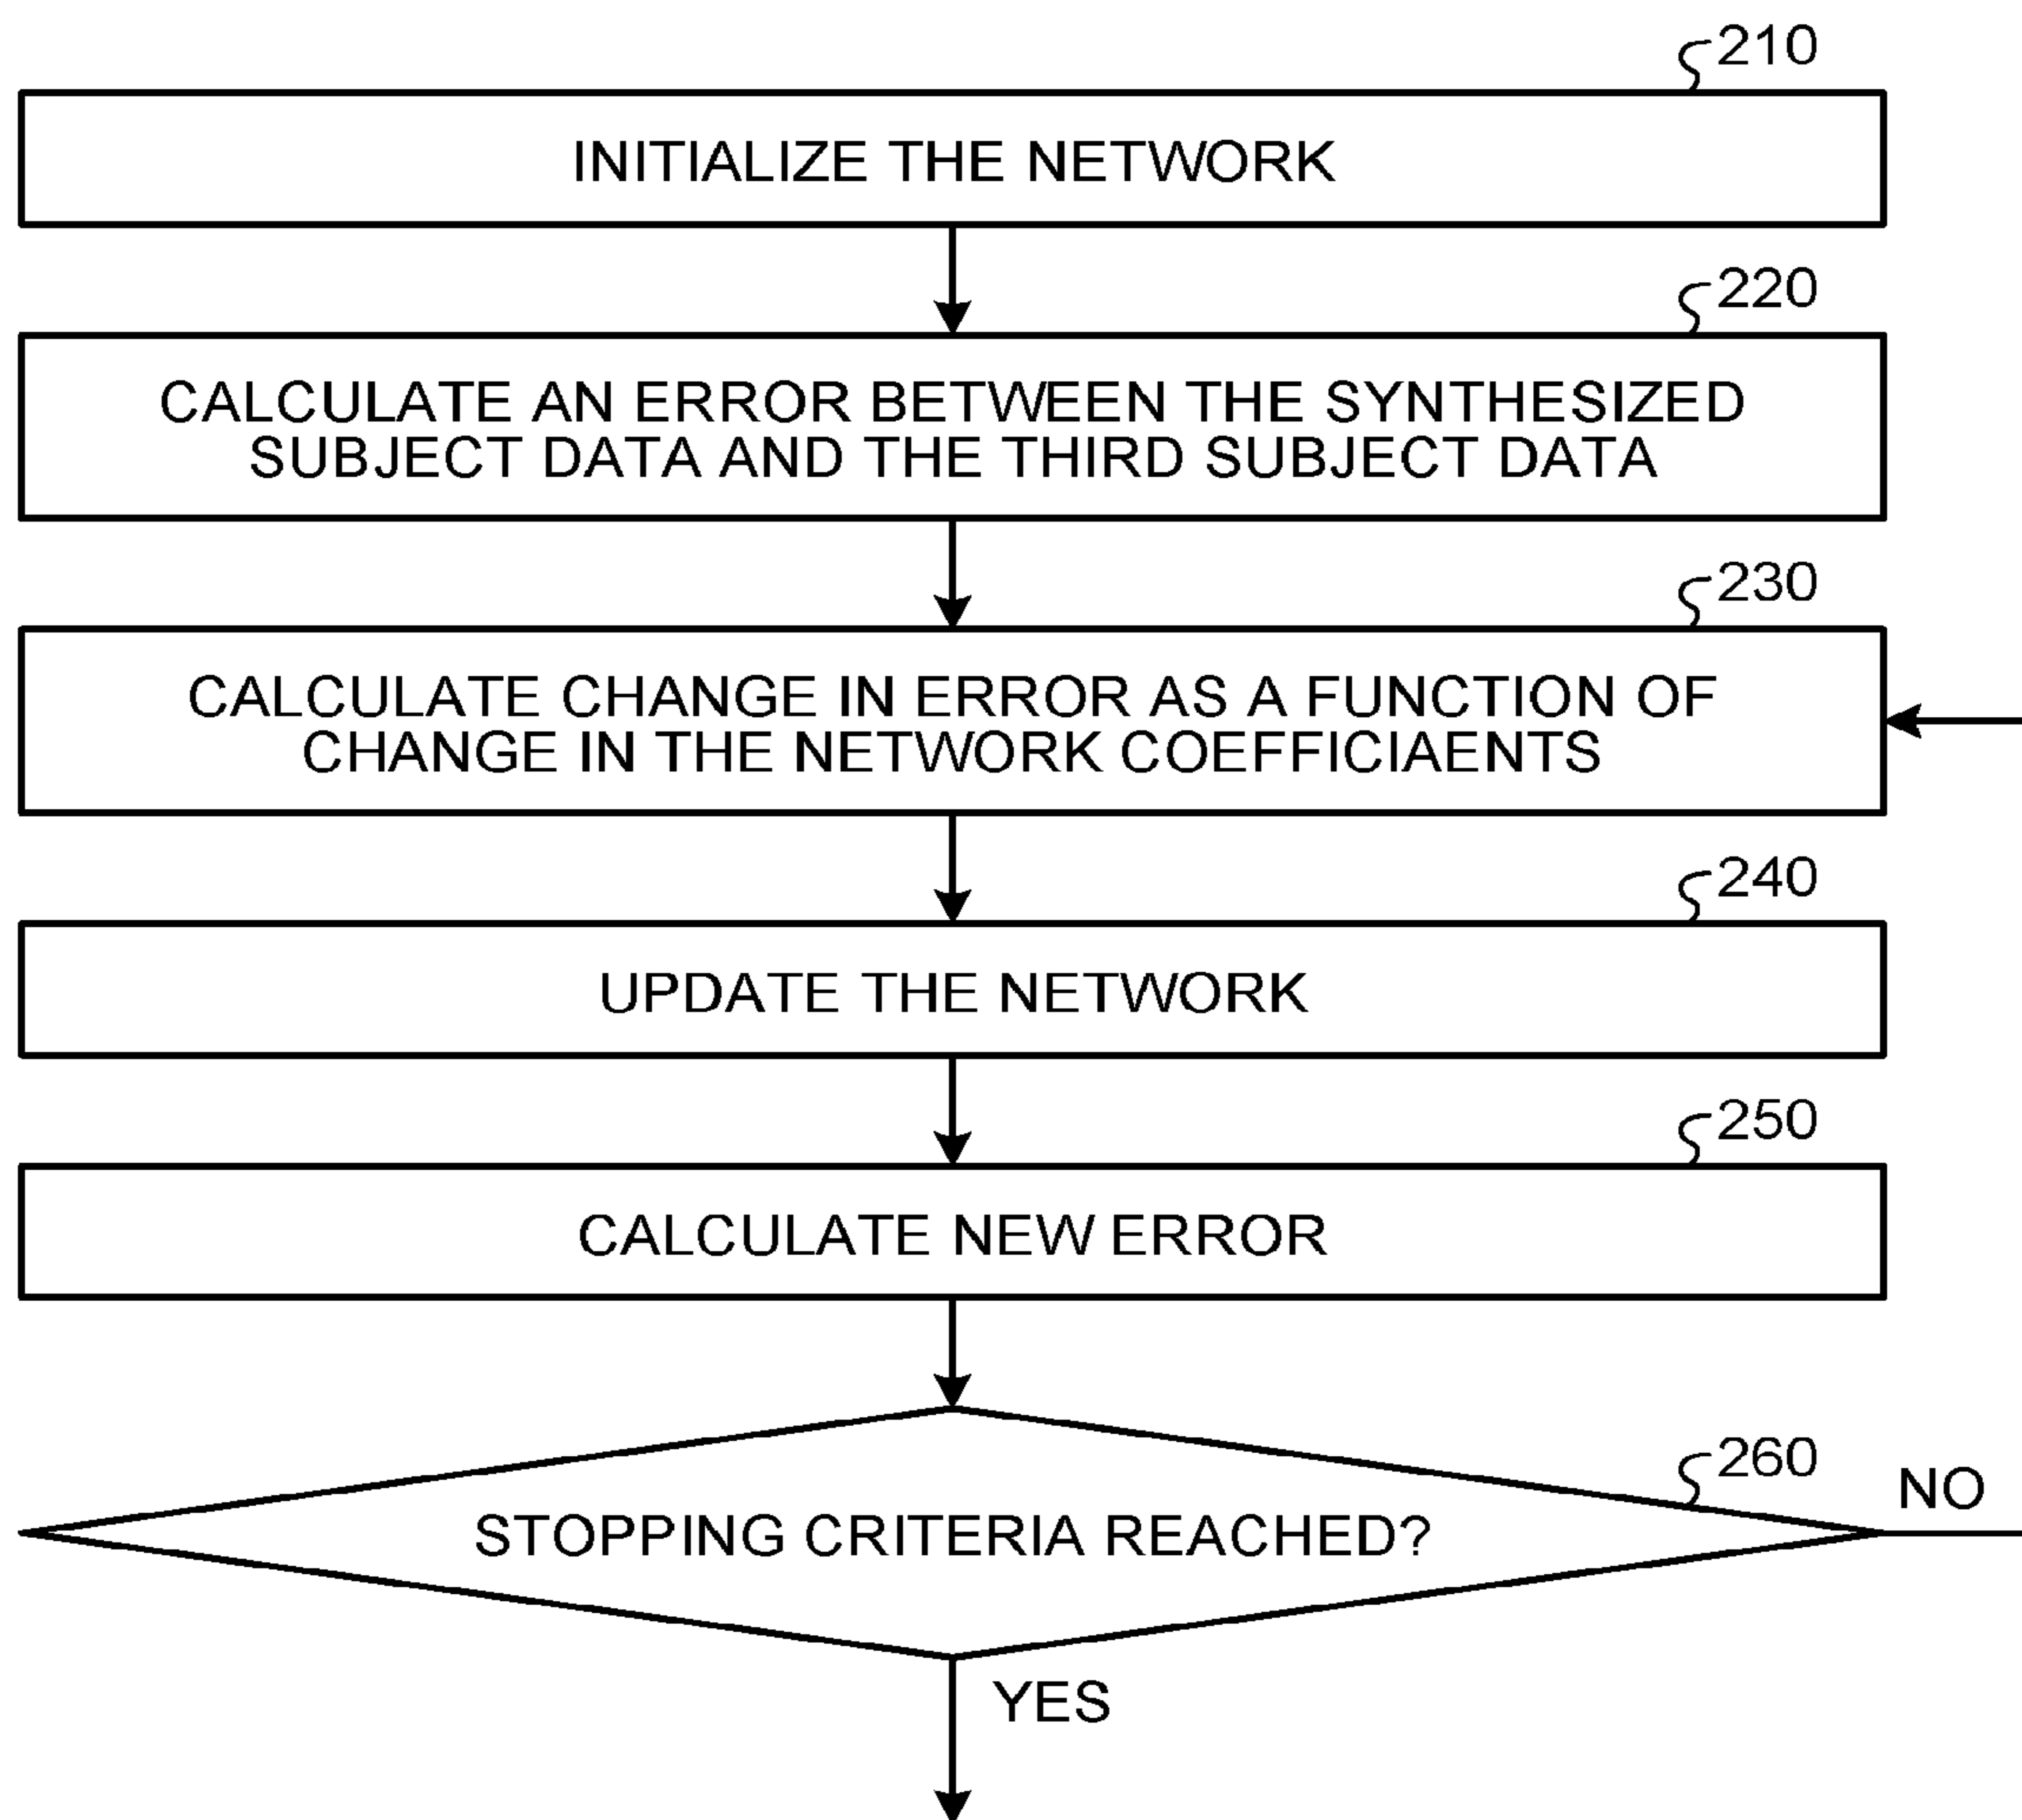 210
INITIALIZE THE NETWORK
220
CALCULATE AN ERROR BETWEEN THE SYNTHESIZED
SUBJECT DATA AND THE THIRD SUBJECT DATA
230
CALCULATE CHANGE IN ERROR AS A FUNCTION OF
CHANGE IN THE NETWORK COEFFICIAENTS
240
UPDATE THE NETWORK
250
CALCULATE NEW ERROR
260
NO
STOPPING CRITERIA REACHED?
YES